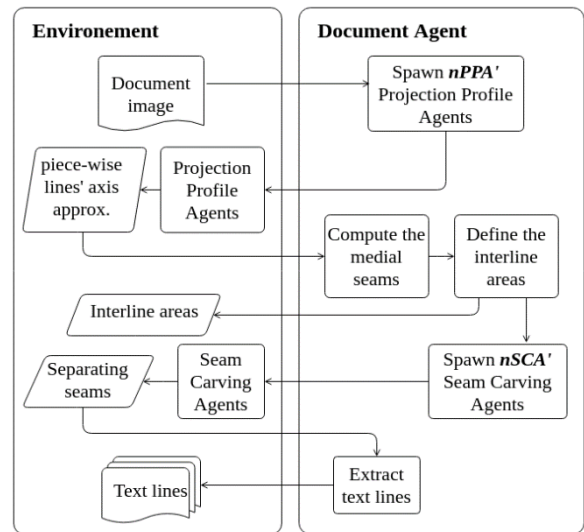 Environement
Document Agent
Document
image
Spawn nPPA'
Projection Profile
Agents
piece-wise
lines' axis
approx.
Projection
Profile
Agents
Compute the
medial
seams
Define the
interline
areas
Interline areas
Separating
seams
Seam
Carving
Agents
Spawn nSCA'
Seam Carving
Agents
Text lines
Extract
text lines